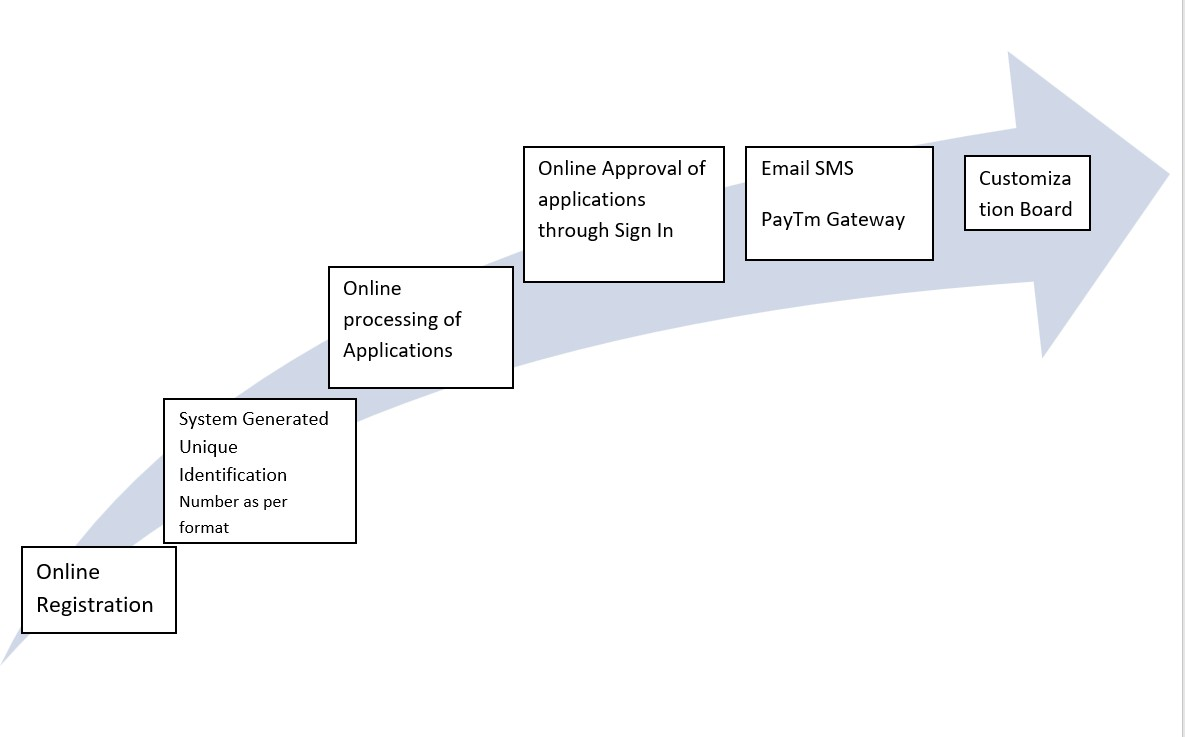 Online
Registration
System Generated
Unique
Identification
Number as per
format
Online
processing of
Applications
Online Approval of
applications
through Sign In
Email SMS
PayTm Gateway
Customiza
tion Board